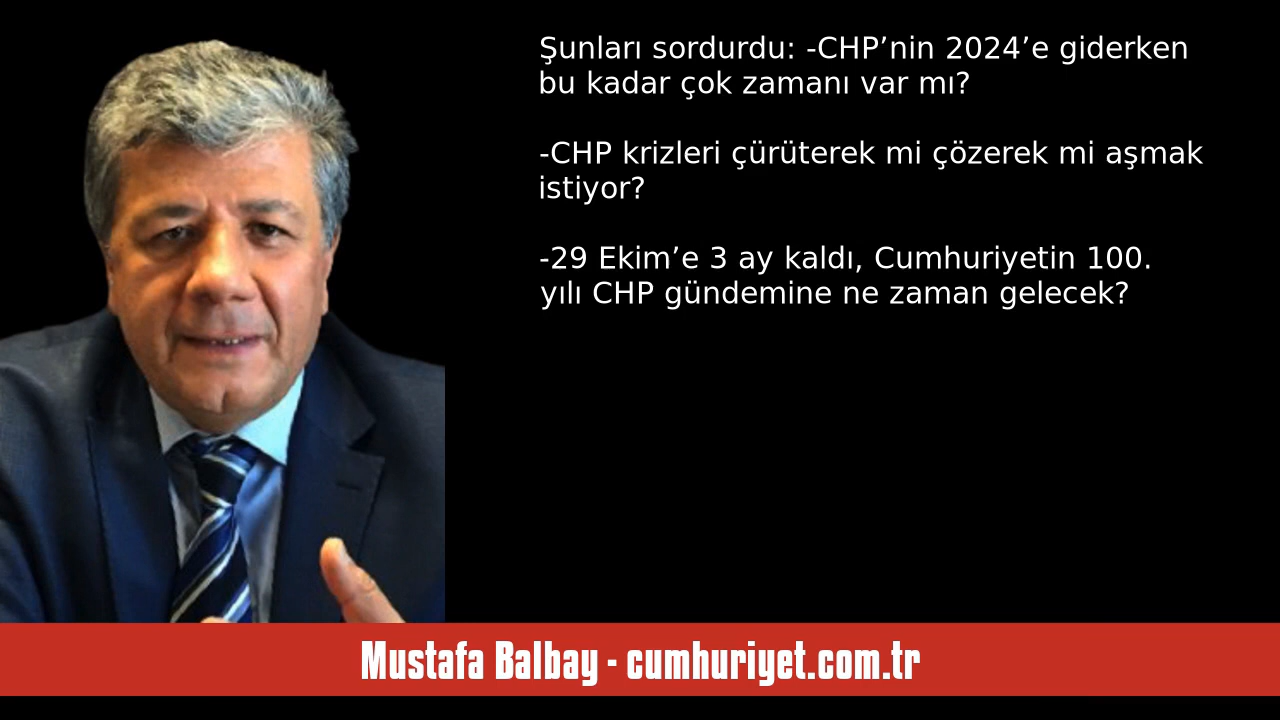 Şunları sordurdu: -CHP’nin 2024’e giderken
bu kadar çok zamanı var mı?
-CHP krizleri çürüterek mi çözerek mi aşmak
istiyor?
-29 Ekim’e 3 ay kaldı, Cumhuriyetin 100.
yılı CHP gündemine ne zaman gelecek?
Mustafa Balbay - cumhuriyet.com.tr